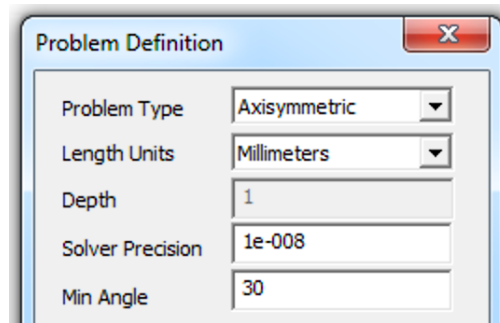 Problem Definition
Problem Type Axisymmetric
Length Units Millimeters
Depth 1
Solver Precision 1e-008
Min Angle 30